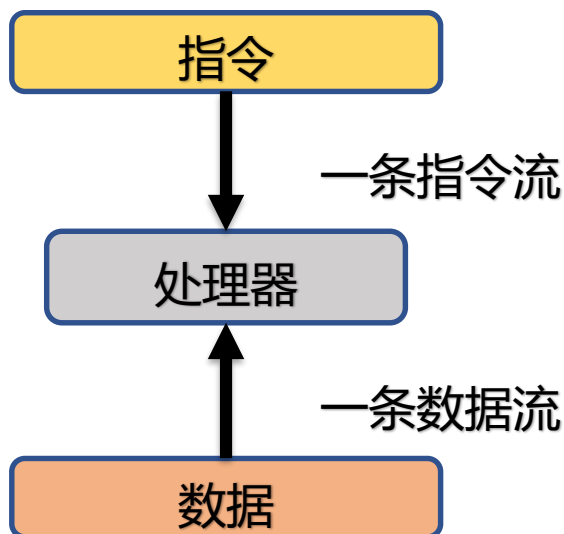 指令
一条指令流
处理器
一条数据流
数据